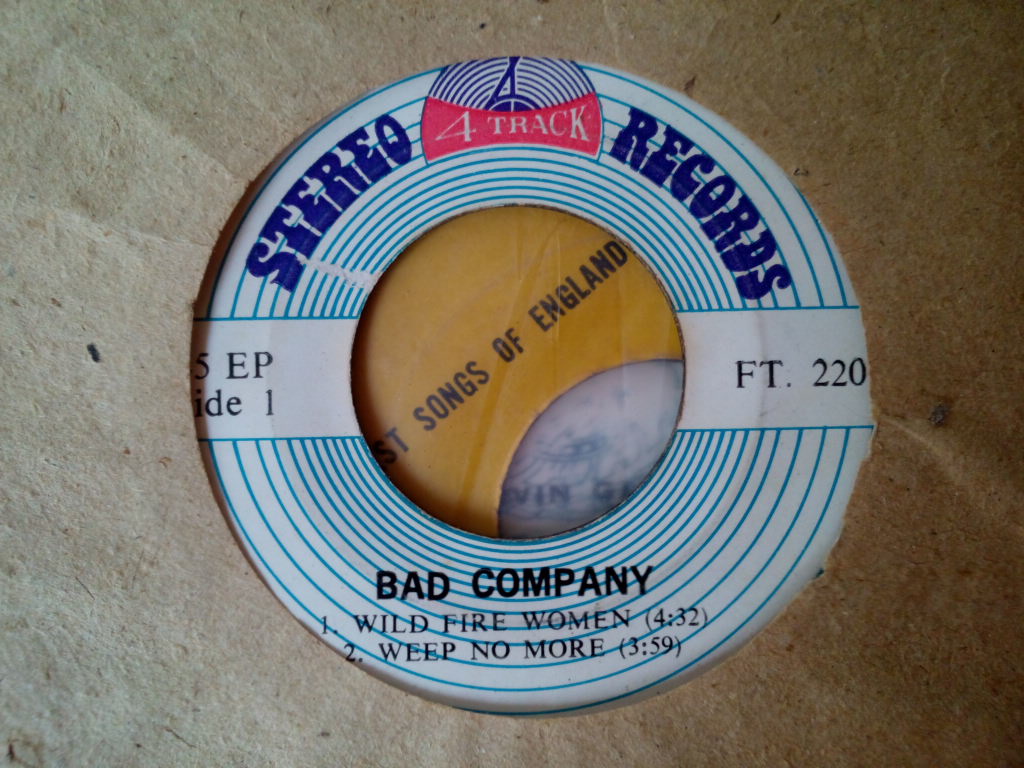 4 TRACK
STEREO RECORDS
5 EP
ide 1
FT. 220
ST SONGS OF ENGLAND
VIN G
BAD COMPANY
1. WILD FIRE WOMEN (4:32)
2. WEEP NO MORE (3:59)